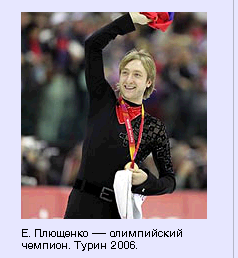 Е. Плющенко — олимпийский
чемпион. Турин 2006.